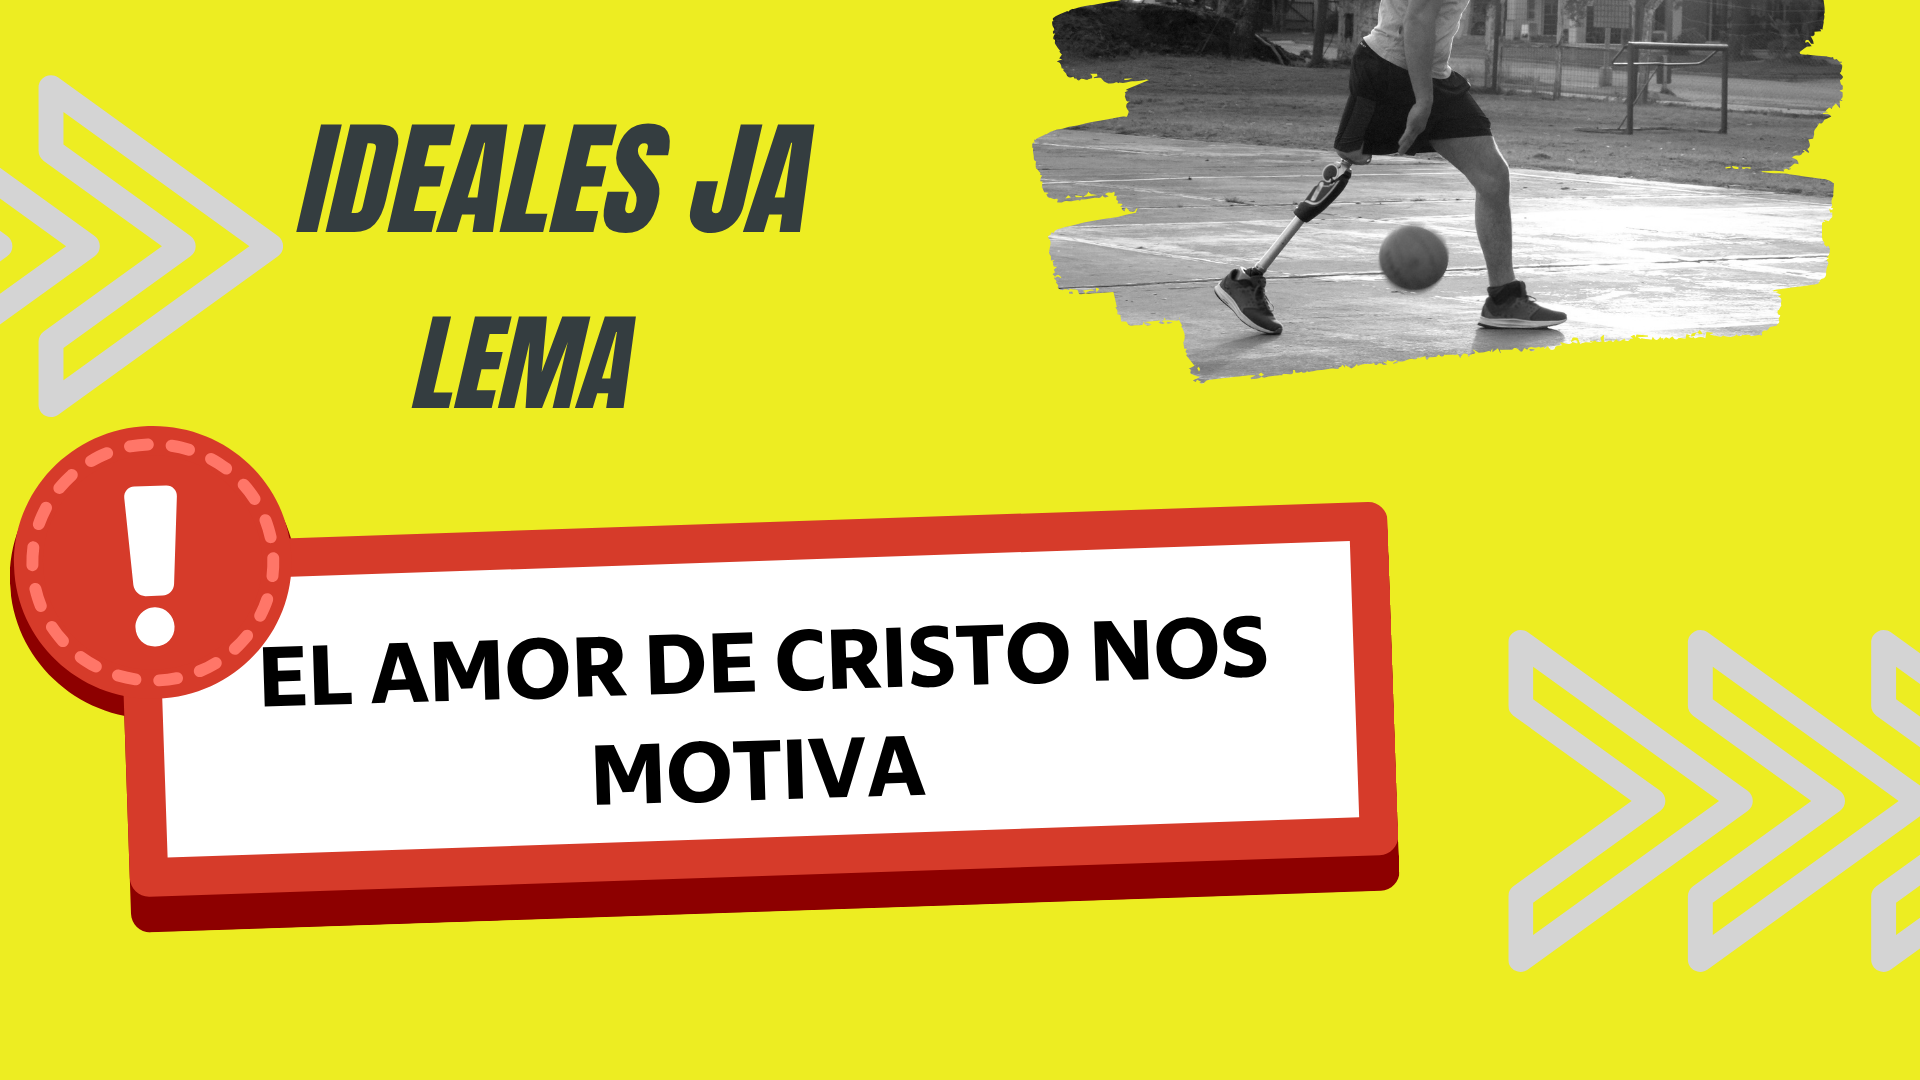 IDEALES JA
LEMA
!
EL AMOR DE CRISTO NOS
MOTIVA